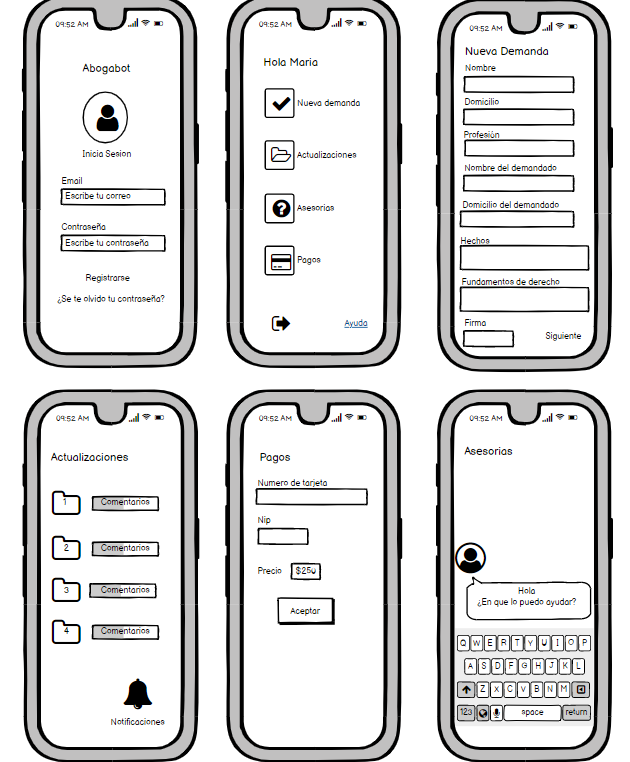 09:52 AM
Abogabot
Inicia Sesion
Email
Escribe tu correo
Contraseña
Escribe tu contraseña
Registrarse
¿Se te olvido tu contraseña?
09:52 AM
Hola Maria
Nueva demanda
Actualizaciones
Asesorias
Pagos
Ayuda
09:52 AM
Nueva Demanda
Nombre
Domicilio
Profesión
Nombre del demandado
Domicilio del demandado
Hechos
Fundamentos de derecho
Firma
Siguiente
09:52 AM
Actualizaciones
1 Comentarios
2 Comentarios
3 Comentarios
4 Comentarios
Notificaciones
09:52 AM
Pagos
Numero de tarjeta
Nip
Precio $250
Aceptar
09:52 AM
Asesorias
Hola
¿En que lo puedo ayudar?
Q W E R T Y U I O P
A S D F G H J K L
Z X C V B N M
123 space return